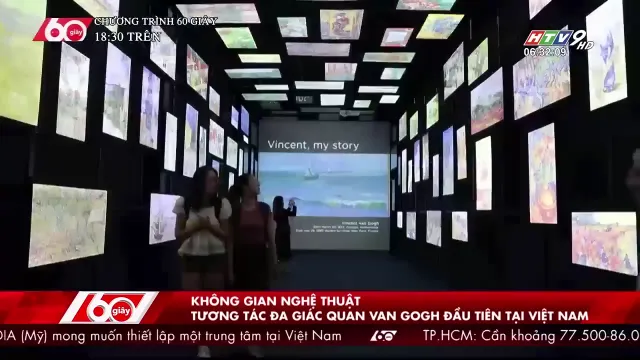 60 giây
CHƯƠNG TRÌNH 60 GIÂY
18:30 TRÊN
HTV9 HD
06:32:09
Vincent, my story
60 giây
KHÔNG GIAN NGHỆ THUẬT
TƯƠNG TÁC ĐA GIÁC QUAN VAN GOGH ĐẦU TIÊN TẠI VIỆT NAM
DIA (Mỹ) mong muốn thiết lập một trung tâm tại Việt Nam 60 giây TP.HCM: Cần khoảng 77.500-86.0